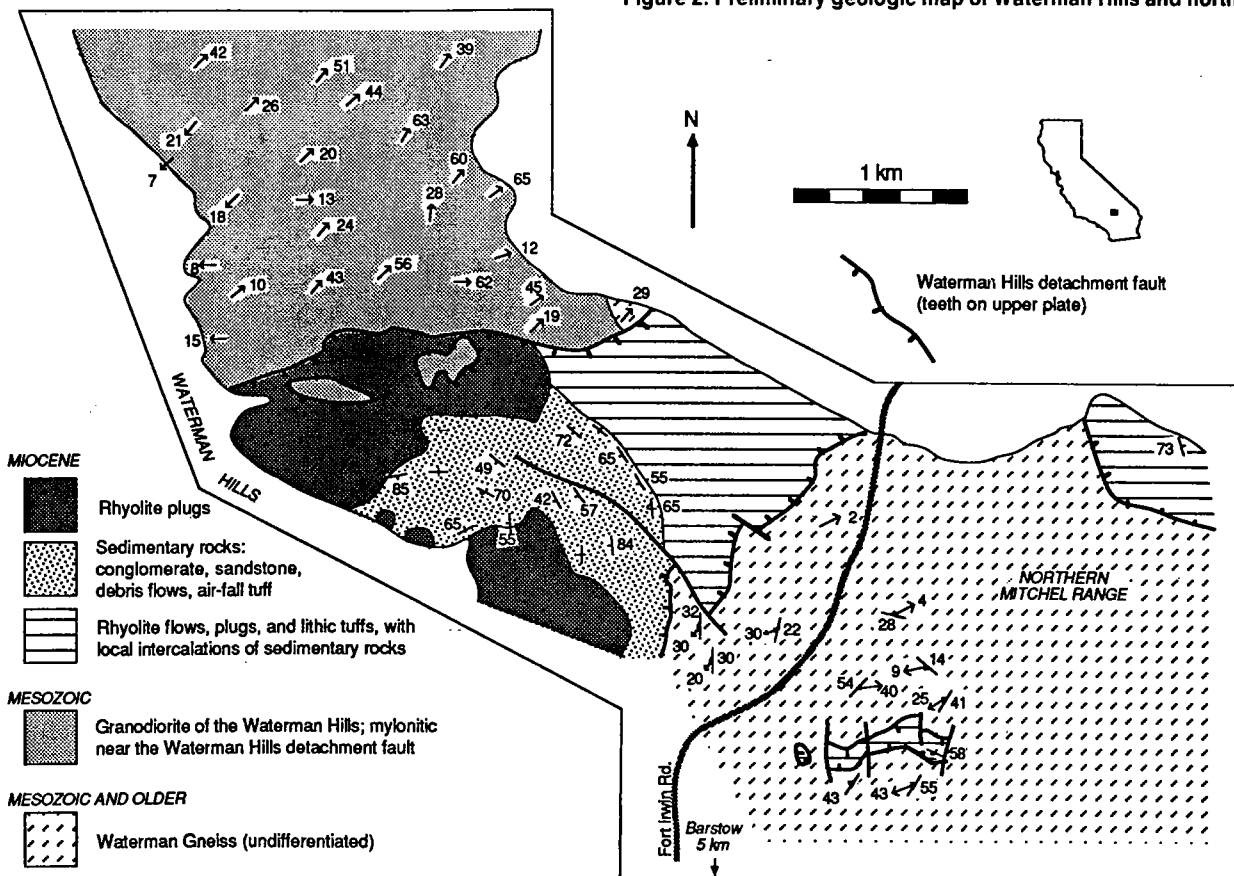 Figure 2. Preliminary geologic map of Waterman Hills and north
42
51
39
44
26
63
21
20
60
7
65
28
13
18
24
12
8
56
10
43
62
45
29
19
15
N
1 km
Waterman Hills detachment fault
(teeth on upper plate)
WATERMAN
HILLS
72
49
65
85
70
55
42
65
57
65
55
84
73
2
NORTHERN
MITCHEL RANGE
4
28
32
30
30
22
20
30
14
9
54
40
25
41
58
43
43
55
Fort Irwin Rd.
Barstow
5 km
MIOCENE
Rhyolite plugs
Sedimentary rocks:
conglomerate, sandstone,
debris flows, air-fall tuff
Rhyolite flows, plugs, and lithic tuffs, with
local intercalations of sedimentary rocks
MESOZOIC
Granodiorite of the Waterman Hills; mylonitic
near the Waterman Hills detachment fault
MESOZOIC AND OLDER
Waterman Gneiss (undifferentiated)